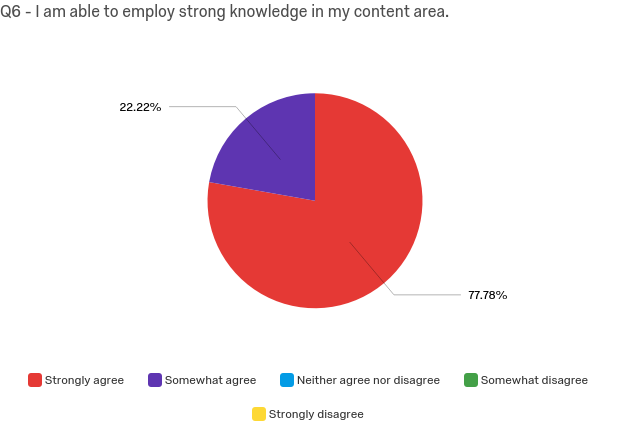 Q6 - I am able to employ strong knowledge in my content area.
22.22%
77.78%
Strongly agree Somewhat agree Neither agree nor disagree Somewhat disagree
Strongly disagree